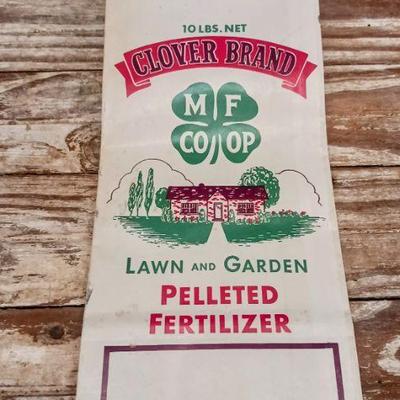 10 LBS. NET
CLOVER BRAND
M F
CO OP
LAWN AND GARDEN
PELLETED
FERTILIZER